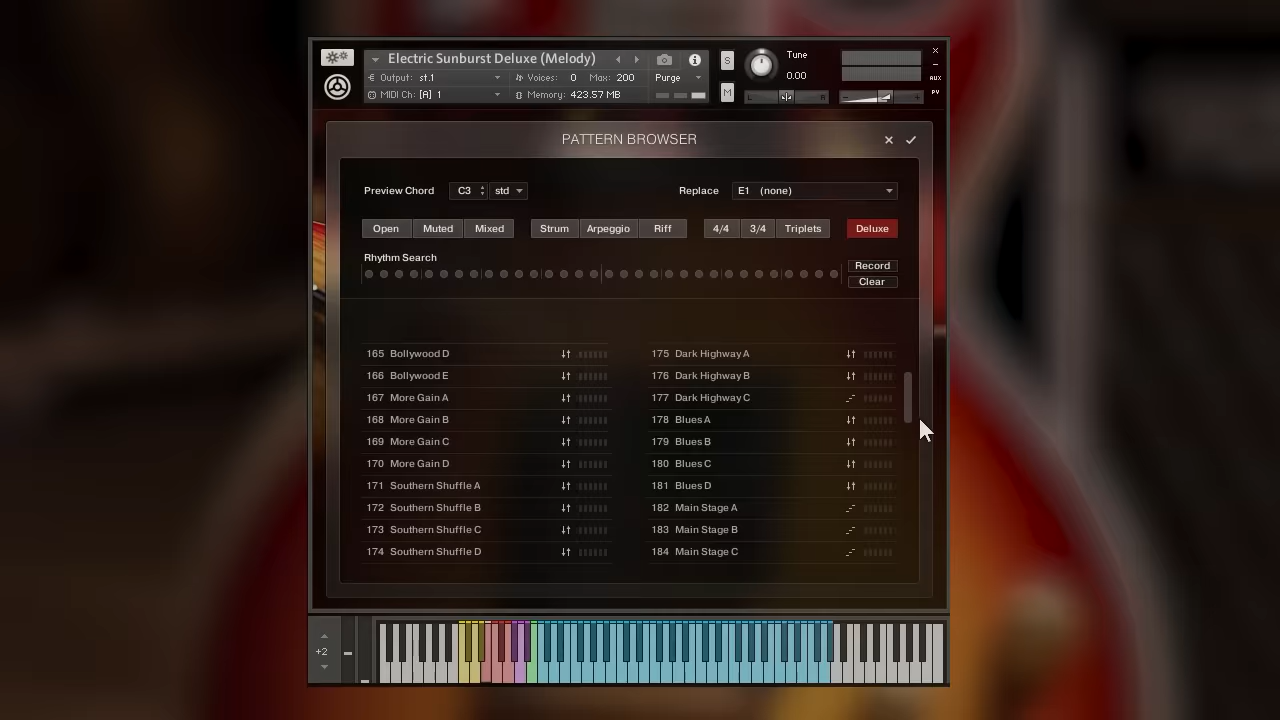 Electric Sunburst Deluxe (Melody)
Output: st.1
Voices: 0 Max: 200
Purge
MIDI Ch: [A] 1
Memory: 423.57 MB
S
M
Tune
0.00
L R
AUX
PV
PATTERN BROWSER
Preview Chord C3 std
Replace E1 (none)
Open Muted Mixed Strum Arpeggio Riff 4/4 3/4 Triplets Deluxe
Rhythm Search
Record
Clear
165 Bollywood D
166 Bollywood E
167 More Gain A
168 More Gain B
169 More Gain C
170 More Gain D
171 Southern Shuffle A
172 Southern Shuffle B
173 Southern Shuffle C
174 Southern Shuffle D
175 Dark Highway A
176 Dark Highway B
177 Dark Highway C
178 Blues A
179 Blues B
180 Blues C
181 Blues D
182 Main Stage A
183 Main Stage B
184 Main Stage C
+2